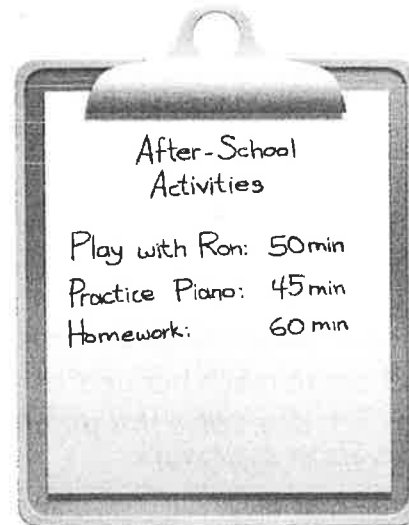 After-School
Activities
Play with Ron: 50 min
Practice Piano: 45 min
Homework: 60 min